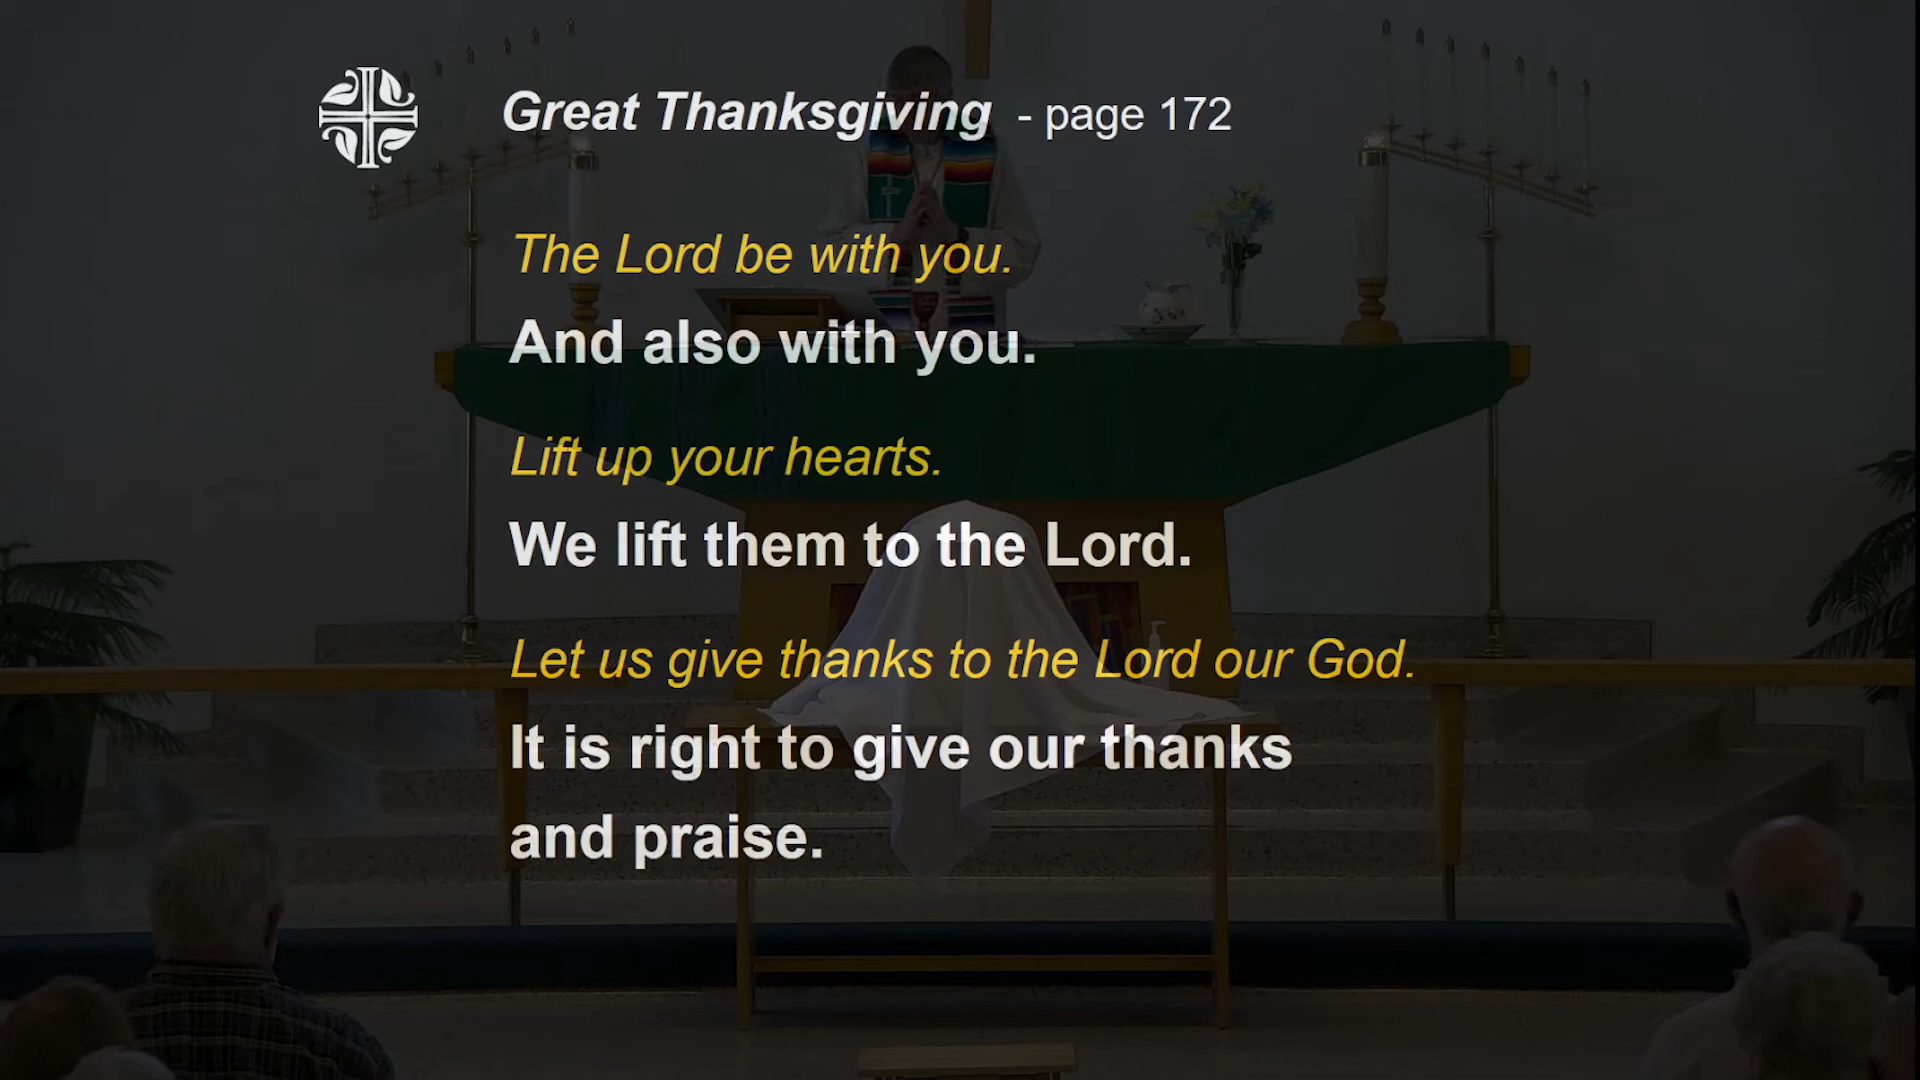 Great Thanksgiving - page 172
The Lord be with you.
And also with you.
Lift up your hearts.
We lift them to the Lord.
Let us give thanks to the Lord our God.
It is right to give our thanks
and praise.